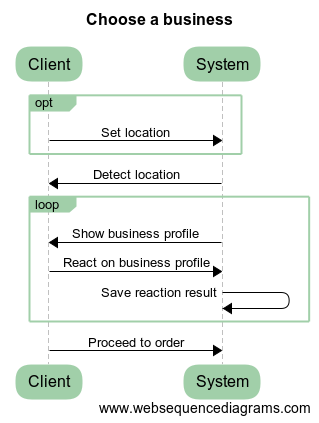 Choose a business
Client
System
opt
Set location
Detect location
loop
Show business profile
React on business profile
Save reaction result
Proceed to order
Client
System
www.websequencediagrams.com